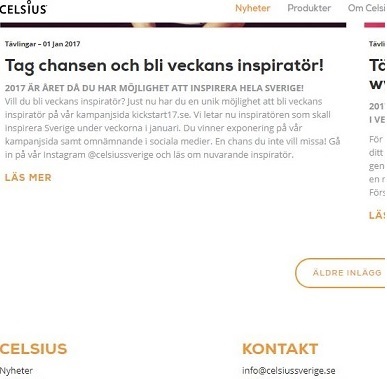 CELSIUS
Nyheter Produkter Om Celsi
Tävlingar – 01 Jan 2017
Tag chansen och bli veckans inspiratör!
2017 ÄR ÅRET DÅ DU HAR MÖJLIGHET ATT INSPIRERA HELA SVERIGE!
Vill du bli veckans inspiratör? Just nu har du en unik möjlighet att bli veckans
inspiratör på vår kampanjsida kickstart17.se. Vi letar nu inspiratören som skall
inspirera Sverige under veckorna i januari. Du vinner exponering på vår
kampanjsida samt omnämnande i sociala medier. En chans du inte vill missa! Gå
in på vår Instagram @celsiussverige och läs om nuvarande inspiratör.
LÄS MER
Tävl
Tä
2017
I VE
För
ditt
gen
en r
Förs
LÄS
ÄLDRE INLÄGG
CELSIUS
KONTAKT
Nyheter
info@celsiussverige.se